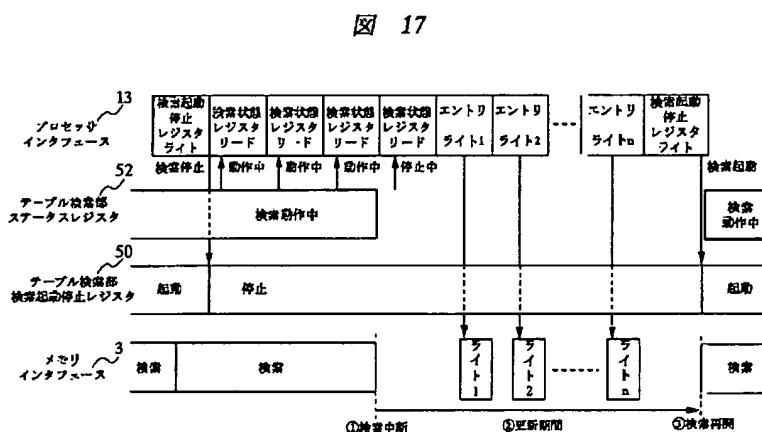 図 17
13
プロセッサ
インタフェース
検索起動
停止
レジスタ
ライト
検索状態
レジスタ
リード
検索状態
レジスタ
リード
検索状態
レジスタ
リード
検索状態
レジスタ
リード
エントリ
ライト1
エントリ
ライト2
エントリ
ライトn
検索起動
停止
レジスタ
ライト
検索停止
動作中
動作中
動作中
停止中
検索起動
52
テーブル検索部
ステータスレジスタ
検索動作中
検索
動作中
50
テーブル検索部
検索起動停止レジスタ
起動
停止
起動
3
メモリ
インタフェース
検索
検索
ライト1
ライト2
ライトn
検索
①検索中断
②更新期間
③検索再開